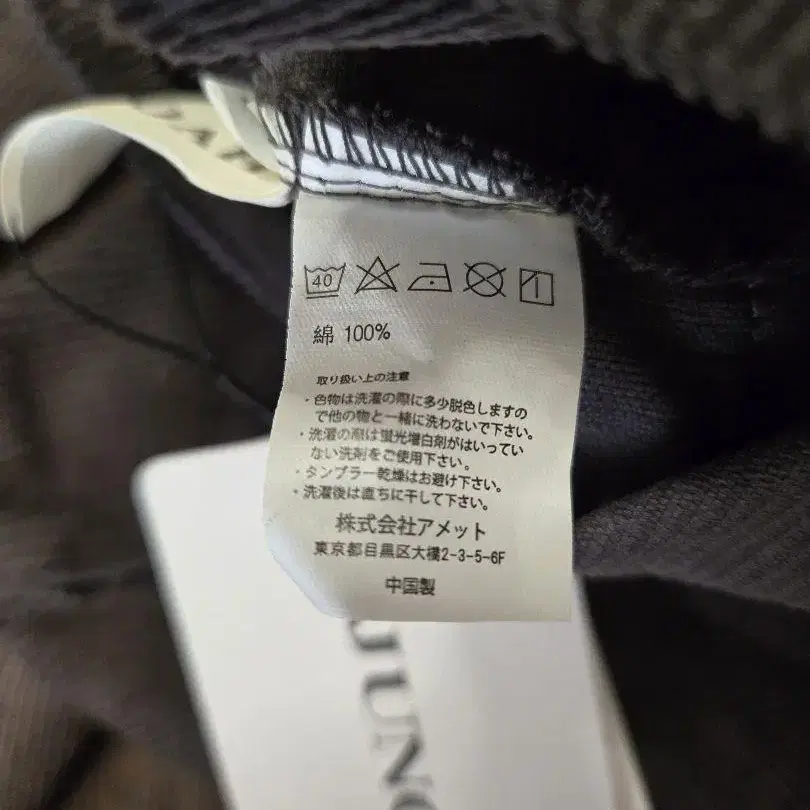 40
綿 100%
取り扱い上の注意
・色物は洗濯の際に多少脱色しますの
で他の物と一緒に洗わないで下さい。
・洗濯の際は蛍光増白剤がはいってい
ない洗剤をご使用下さい。
・タンブラー乾燥はお避け下さい。
・洗濯後は直ちに干して下さい。
株式会社アメット
東京都目黒区大橋2-3-5-6F
中国製